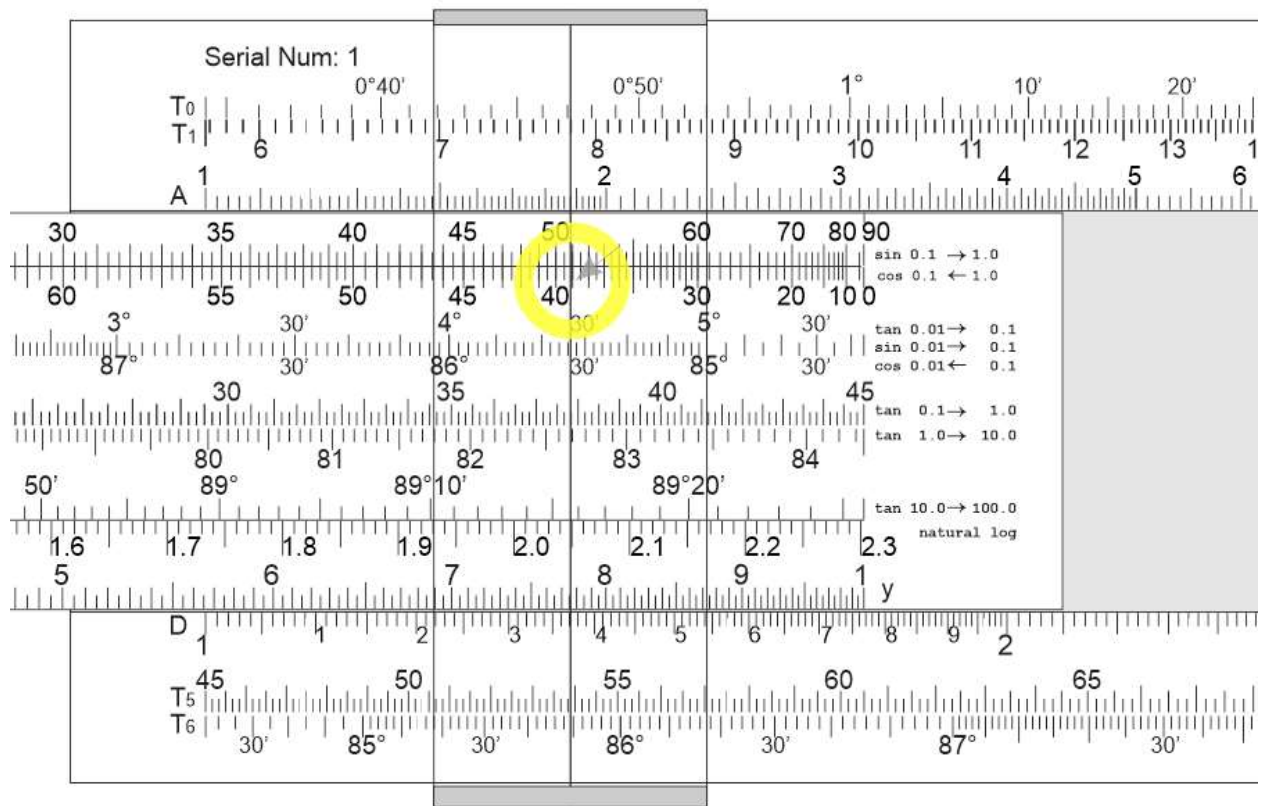 Serial Num: 1
0°40' 0°50' 1° 10' 20'
T0
T1
6 7 8 9 10 11 12 13 1
1 2 3 4 5 6
A
30 35 40 45 50 60 70 80 90
sin 0.1 → 1.0
cos 0.1 ← 1.0
60 55 50 45 40 30 20 10 0
3° 30' 4° 30' 5° 30'
tan 0.01→ 0.1
sin 0.01→ 0.1
cos 0.01← 0.1
87° 30' 86° 30' 85° 30'
30 35 40 45
tan 0.1→ 1.0
tan 1.0→ 10.0
80 81 82 83 84
50' 89° 89°10' 89°20'
tan 10.0→ 100.0
natural log
1.6 1.7 1.8 1.9 2.0 2.1 2.2 2.3
5 6 7 8 9 1 y
D 1 1 2 3 4 5 6 7 8 9 2
45 50 55 60 65
T5
T6
30' 85° 30' 86° 30' 87° 30'